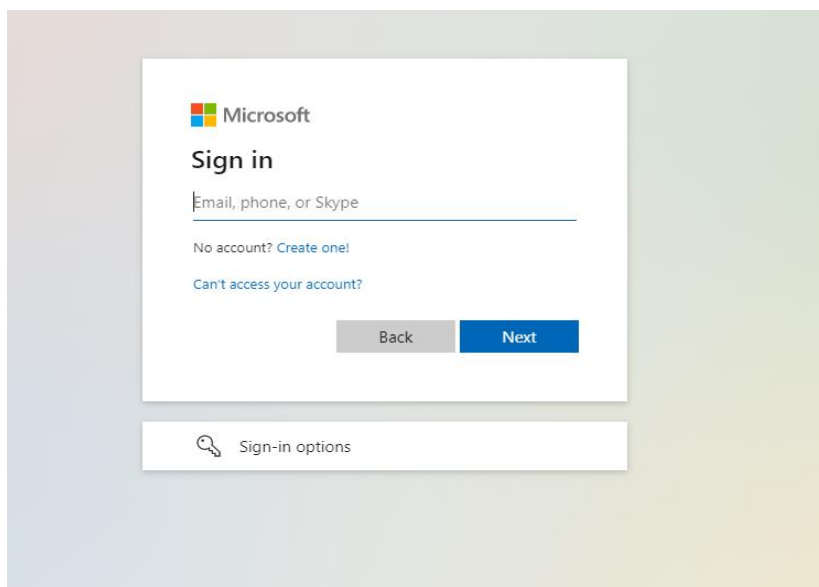 Microsoft
Sign in
Email, phone, or Skype
No account? Create one!
Can't access your account?
Back Next
Sign-in options